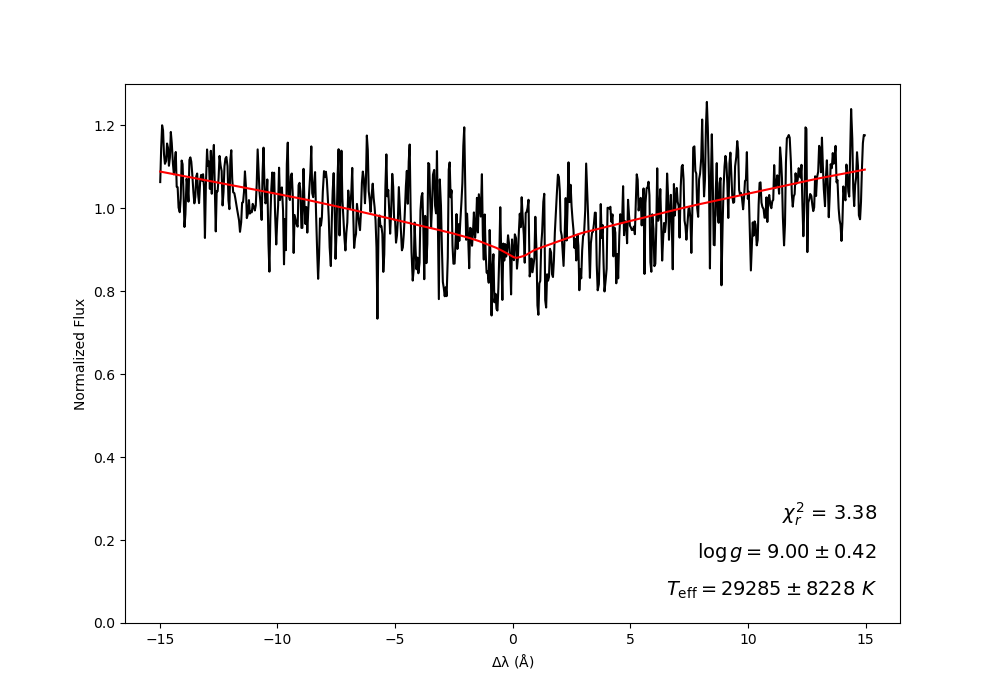 Normalized Flux
1.2
1.0
0.8
0.6
0.4
0.2
0.0
−15
−10
−5
0
5
10
15
Δλ (Å)
χ²ᵣ = 3.38
log g = 9.00 ± 0.42
T_eff = 29285 ± 8228 K